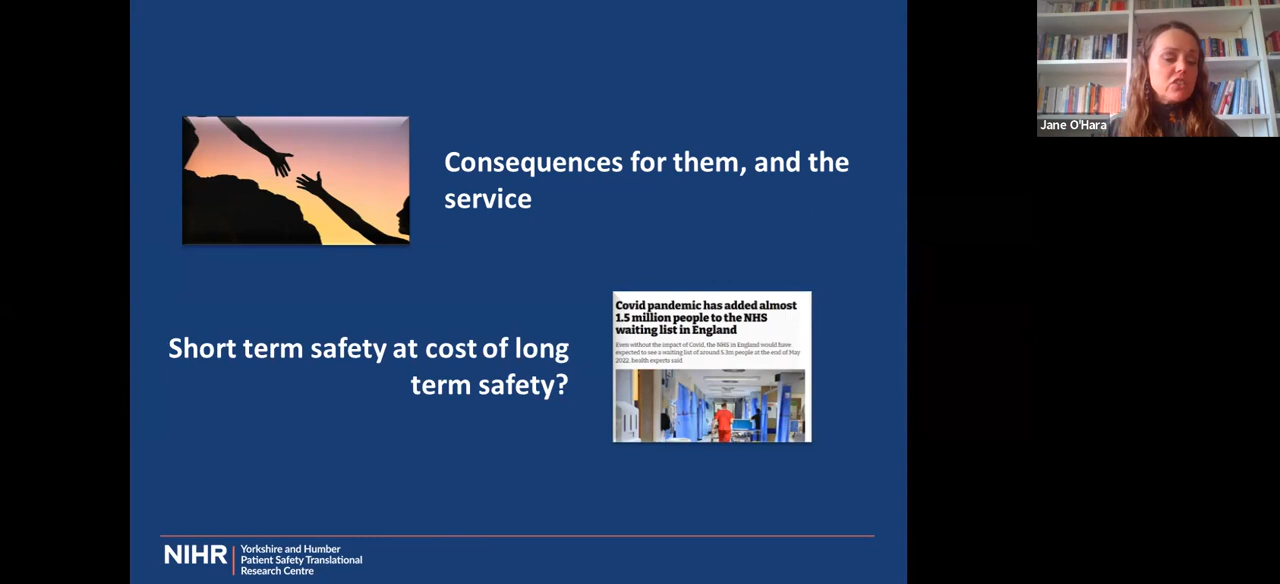 Consequences for them, and the
service
Jane O'Hara
Short term safety at cost of long
term safety?
Covid pandemic has added almost
1.5 million people to the NHS
waiting list in England
Even without the impact of Covid, the NHS in England would have
expected to see a waiting list of around 5.3m people at the end of May
2022, health experts said
NIHR
Yorkshire and Humber
Patient Safety Translational
Research Centre